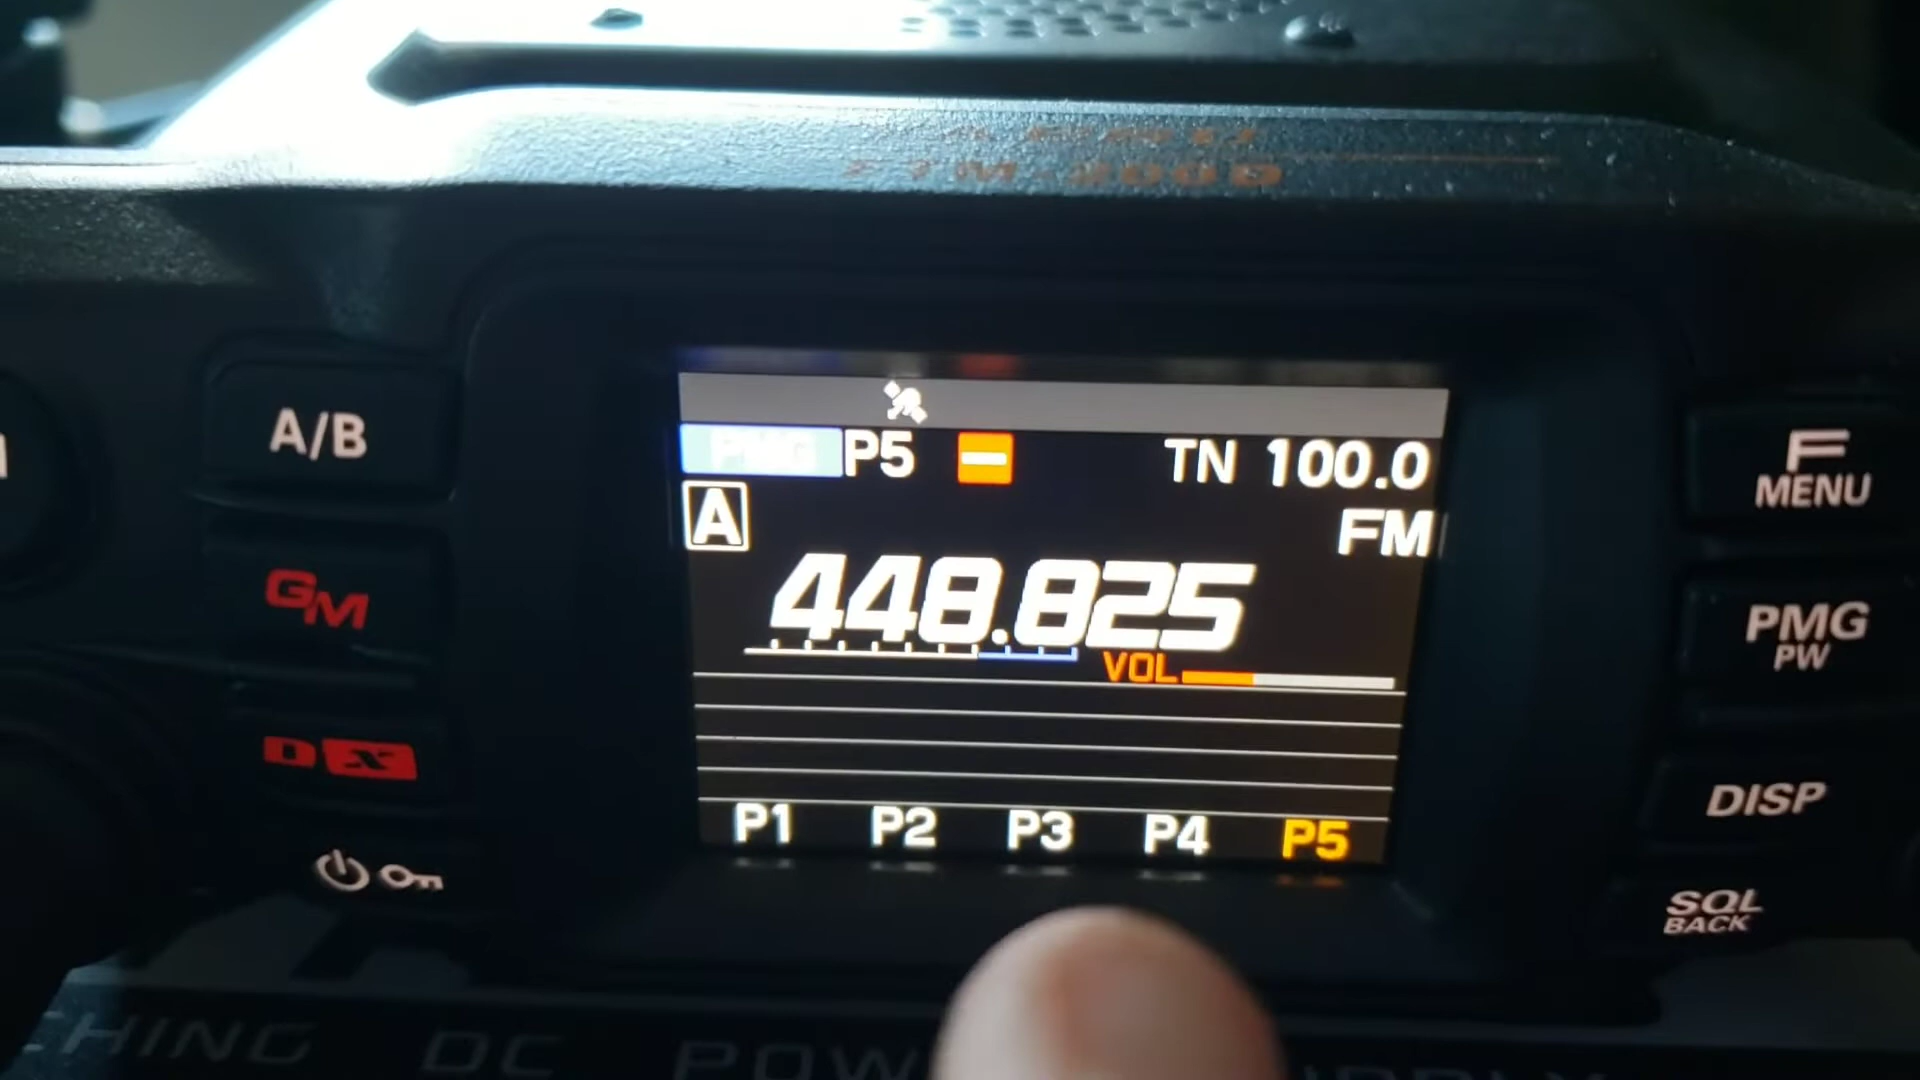 PMG P5 TN 100.0
A FM
448.825
VOL
P1 P2 P3 P4 P5
A/B
GM
DX
F
MENU
PMG
PW
DISP
SQL
BACK
DC